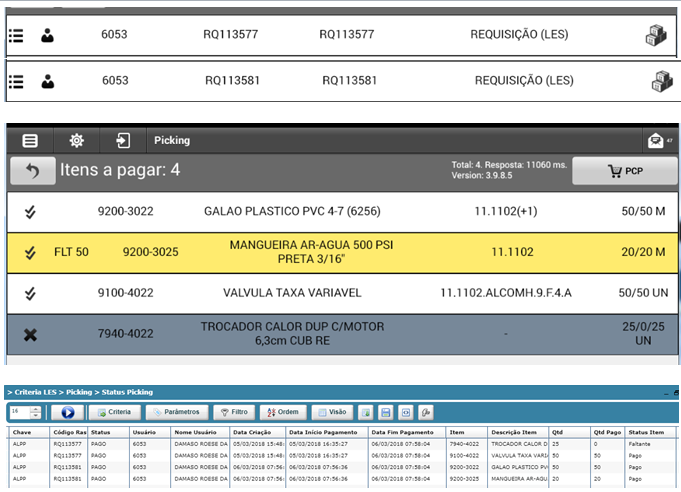 6053 RQ113577 RQ113577 REQUISIÇÃO (LES)
6053 RQ113581 RQ113581 REQUISIÇÃO (LES)
Picking 47
Itens a pagar: 4
Total: 4. Resposta: 11060 ms.
Version: 3.9.8.5
PCP
9200-3022 GALAO PLASTICO PVC 4-7 (6256) 11.1102(+1) 50/50 M
FLT 50 9200-3025 MANGUEIRA AR-AGUA 500 PSI PRETA 3/16" 11.1102 20/20 M
9100-4022 VALVULA TAXA VARIAVEL 11.1102.ALCOMH.9.F.4.A 50/50 UN
7940-4022 TROCADOR CALOR DUP C/MOTOR 6,3cm CUB RE - 25/0/25 UN
> Criteria LES > Picking > Status Picking
16 Criteria Parâmetros Filtro Ordem Visão
Chave Código Ras Status Usuário Nome Usuário Data Criação Data Início Pagamento Data Fim Pagamento Item Descrição Item Qtd Qtd Pago Status Item
ALPP RQ113577 PAGO 6053 DAMASO ROESE DA 05/03/2018 15:48: 05/03/2018 16:35:27 06/03/2018 07:58:04 7940-4022 TROCADOR CALOR D 25 0 Faltante
ALPP RQ113577 PAGO 6053 DAMASO ROESE DA 05/03/2018 15:48: 05/03/2018 16:35:27 06/03/2018 07:58:04 9100-4022 VALVULA TAXA VARI 50 50 Pago
ALPP RQ113581 PAGO 6053 DAMASO ROESE DA 06/03/2018 07:56: 06/03/2018 07:56:36 06/03/2018 07:58:04 9200-3022 GALAO PLASTICO PV 50 50 Pago
ALPP RQ113581 PAGO 6053 DAMASO ROESE DA 06/03/2018 07:56: 06/03/2018 07:56:36 06/03/2018 07:58:04 9200-3025 MANGUEIRA AR-AGU 20 20 Pago